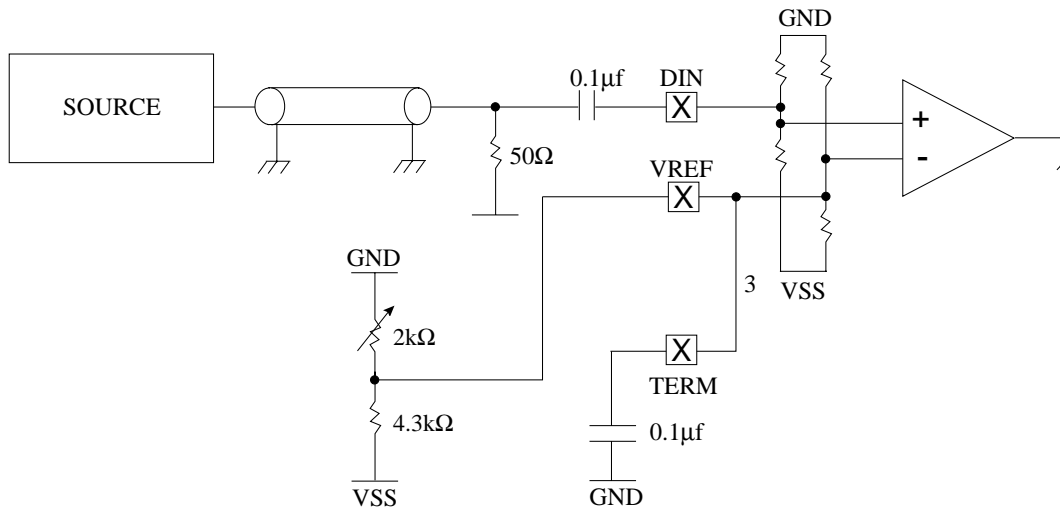 GND
0.1μf
DIN
X
SOURCE
+
-
50Ω
VREF
X
GND
VSS
3
2kΩ
X
TERM
4.3kΩ
0.1μf
VSS
GND